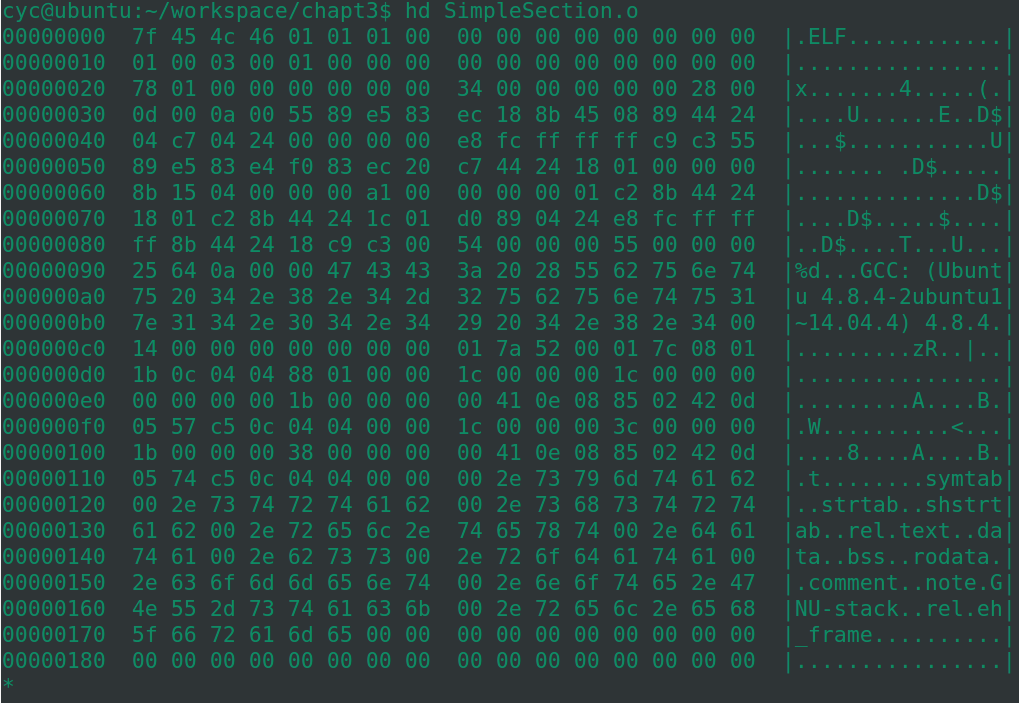 cyc@ubuntu:~/workspace/chapt3$ hd SimpleSection.o
00000000  7f 45 4c 46 01 01 01 00  00 00 00 00 00 00 00 00  |.ELF............|
00000010  01 00 03 00 01 00 00 00  00 00 00 00 00 00 00 00  |................|
00000020  78 01 00 00 00 00 00 00  34 00 00 00 00 00 28 00  |x.......4.....(.|
00000030  0d 00 0a 00 55 89 e5 83  ec 18 8b 45 08 89 44 24  |....U......E..D$|
00000040  04 c7 04 24 00 00 00 00  e8 fc ff ff ff c9 c3 55  |...$...........U|
00000050  89 e5 83 e4 f0 83 ec 20  c7 44 24 18 01 00 00 00  |....... .D$.....|
00000060  8b 15 04 00 00 00 a1 00  00 00 00 01 c2 8b 44 24  |..............D$|
00000070  18 01 c2 8b 44 24 1c 01  d0 89 04 24 e8 fc ff ff  |....D$.....$....|
00000080  ff 8b 44 24 18 c9 c3 00  54 00 00 00 55 00 00 00  |..D$....T...U...|
00000090  25 64 0a 00 00 47 43 43  3a 20 28 55 62 75 6e 74  |%d...GCC: (Ubunt|
000000a0  75 20 34 2e 38 2e 34 2d  32 75 62 75 6e 74 75 31  |u 4.8.4-2ubuntu1|
000000b0  7e 31 34 2e 30 34 2e 34  29 20 34 2e 38 2e 34 00  |~14.04.4) 4.8.4.|
000000c0  14 00 00 00 00 00 00 00  01 7a 52 00 01 7c 08 01  |.........zR..|..|
000000d0  1b 0c 04 04 88 01 00 00  1c 00 00 00 1c 00 00 00  |................|
000000e0  00 00 00 00 1b 00 00 00  00 41 0e 08 85 02 42 0d  |.........A....B.|
000000f0  05 57 c5 0c 04 04 00 00  1c 00 00 00 3c 00 00 00  |.W..........<...|
00000100  1b 00 00 00 38 00 00 00  00 41 0e 08 85 02 42 0d  |....8....A....B.|
00000110  05 74 c5 0c 04 04 00 00  00 2e 73 79 6d 74 61 62  |.t........symtab|
00000120  00 2e 73 74 72 74 61 62  00 2e 73 68 73 74 72 74  |..strtab..shstrt|
00000130  61 62 00 2e 72 65 6c 2e  74 65 78 74 00 2e 64 61  |ab..rel.text..da|
00000140  74 61 00 2e 62 73 73 00  2e 72 6f 64 61 74 61 00  |ta..bss..rodata.|
00000150  2e 63 6f 6d 6d 65 6e 74  00 2e 6e 6f 74 65 2e 47  |.comment..note.G|
00000160  4e 55 2d 73 74 61 63 6b  00 2e 72 65 6c 2e 65 68  |NU-stack..rel.eh|
00000170  5f 66 72 61 6d 65 00 00  00 00 00 00 00 00 00 00  |_frame..........|
00000180  00 00 00 00 00 00 00 00  00 00 00 00 00 00 00 00  |................|
*